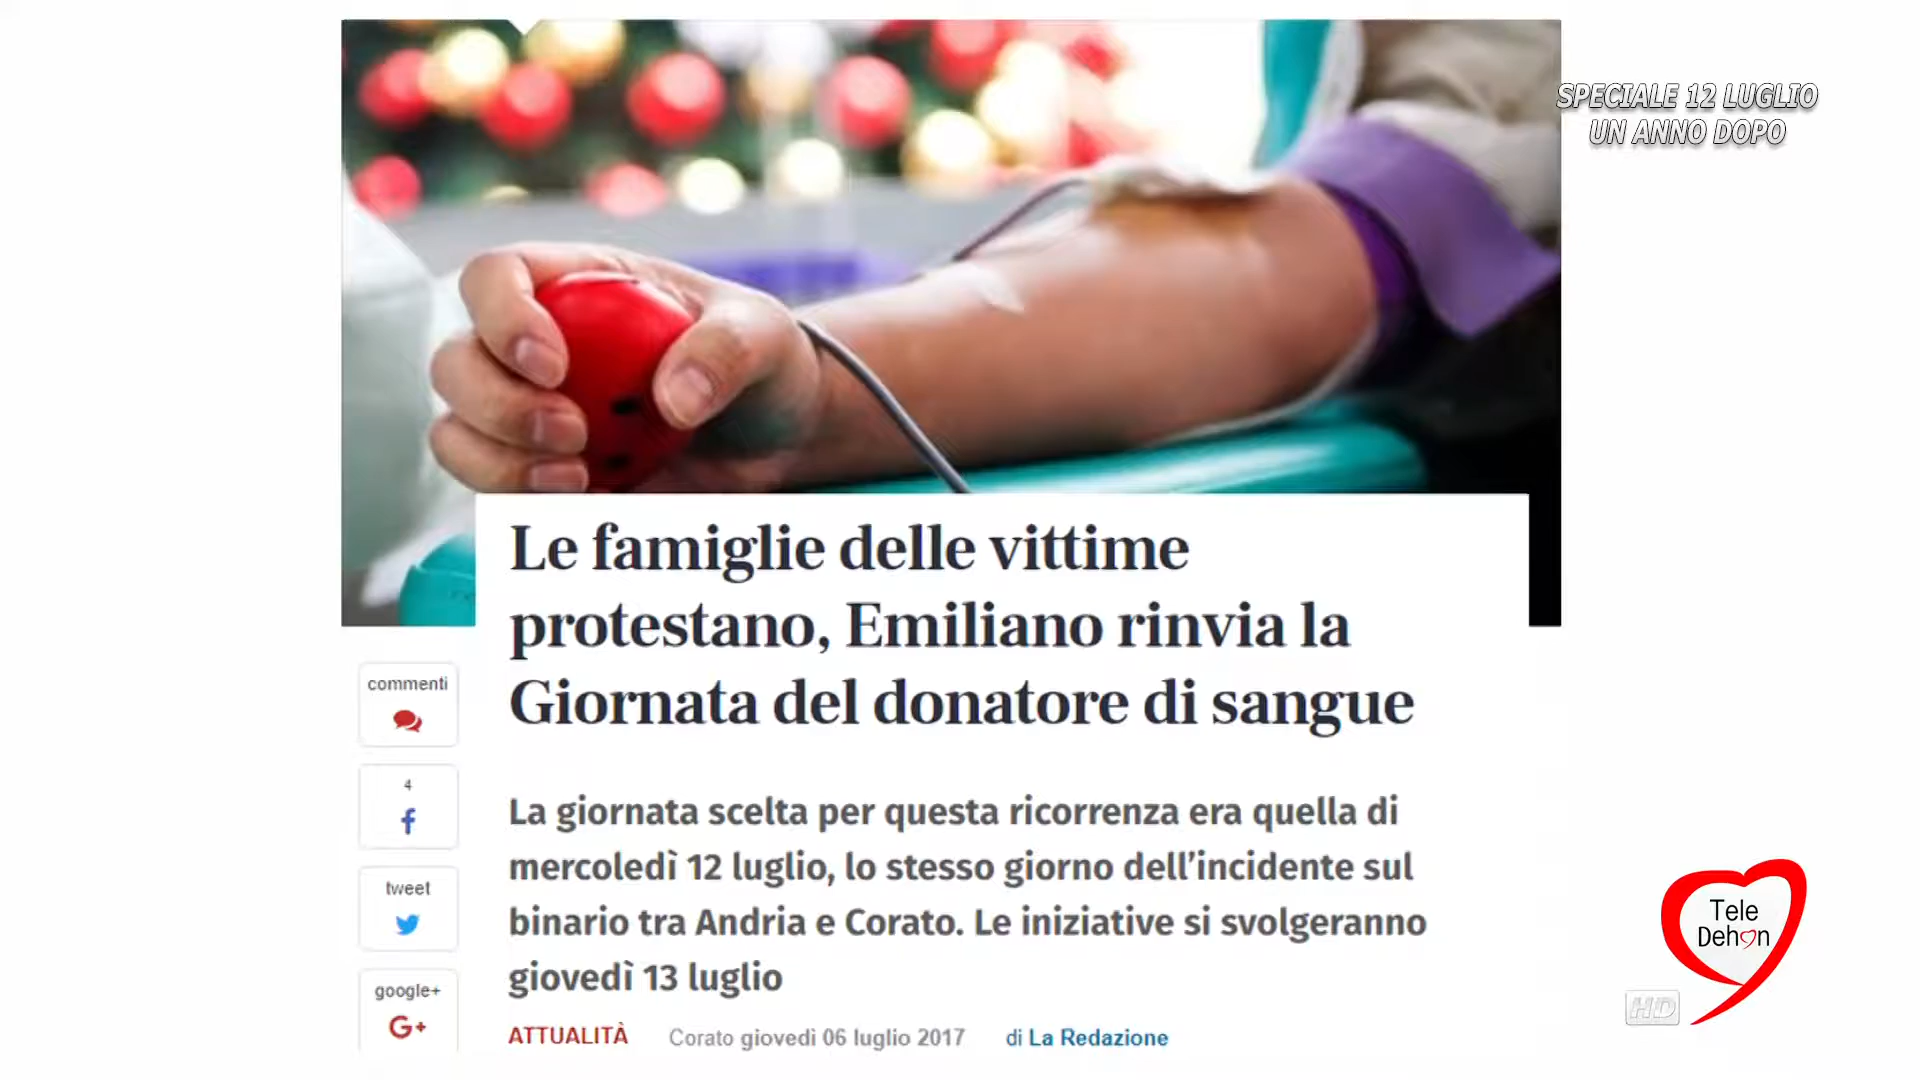 SPECIALE 12 LUGLIO
UN ANNO DOPO
Le famiglie delle vittime
protestano, Emiliano rinvia la
Giornata del donatore di sangue
commenti
4
tweet
google+
G+
La giornata scelta per questa ricorrenza era quella di
mercoledì 12 luglio, lo stesso giorno dell’incidente sul
binario tra Andria e Corato. Le iniziative si svolgeranno
giovedì 13 luglio
ATTUALITÀ Corato giovedì 06 luglio 2017 di La Redazione
Tele
Dehon
HD